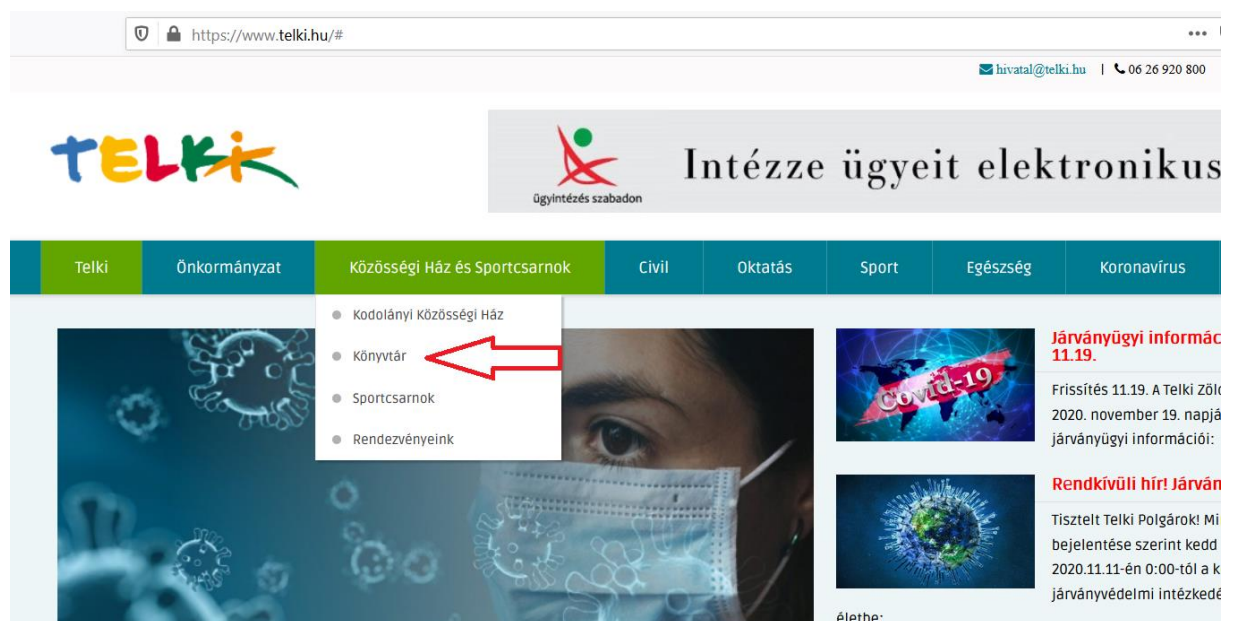 https://www.telki.hu/#
hivatal@telki.hu | 06 26 920 800
TELKI
ügyintézés szabadon
Intézze ügyeit elektronikus
Telki Önkormányzat Közösségi Ház és Sportcsarnok Civil Oktatás Sport Egészség Koronavírus
Kodolányi Közösségi Ház
Könyvtár
Sportcsarnok
Rendezvényeink
Covid-19
Járványügyi informác
11.19.
Frissítés 11.19. A Telki Zöld
2020. november 19. napjá
járványügyi információi:
Rendkívüli hír! Járván
Tisztelt Telki Polgárok! Mi
bejelentése szerint kedd
2020.11.11-én 0:00-tól a k
járványvédelmi intézkedé
életbe: